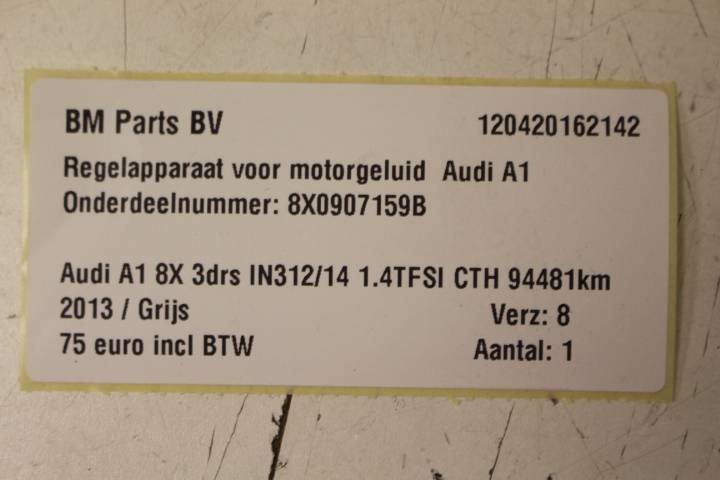 BM Parts BV 120420162142
Regelapparaat voor motorgeluid Audi A1
Onderdeelnummer: 8X0907159B
Audi A1 8X 3drs IN312/14 1.4TFSI CTH 94481km
2013 / Grijs Verz: 8
75 euro incl BTW Aantal: 1